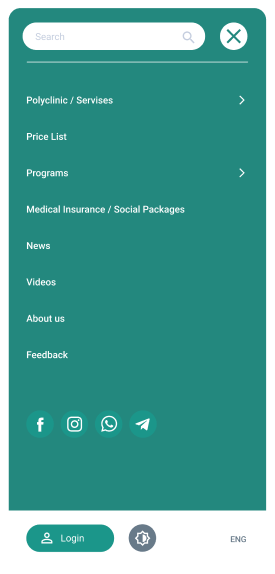 Search
Polyclinic / Servises
Price List
Programs
Medical Insurance / Social Packages
News
Videos
About us
Feedback
Login
ENG